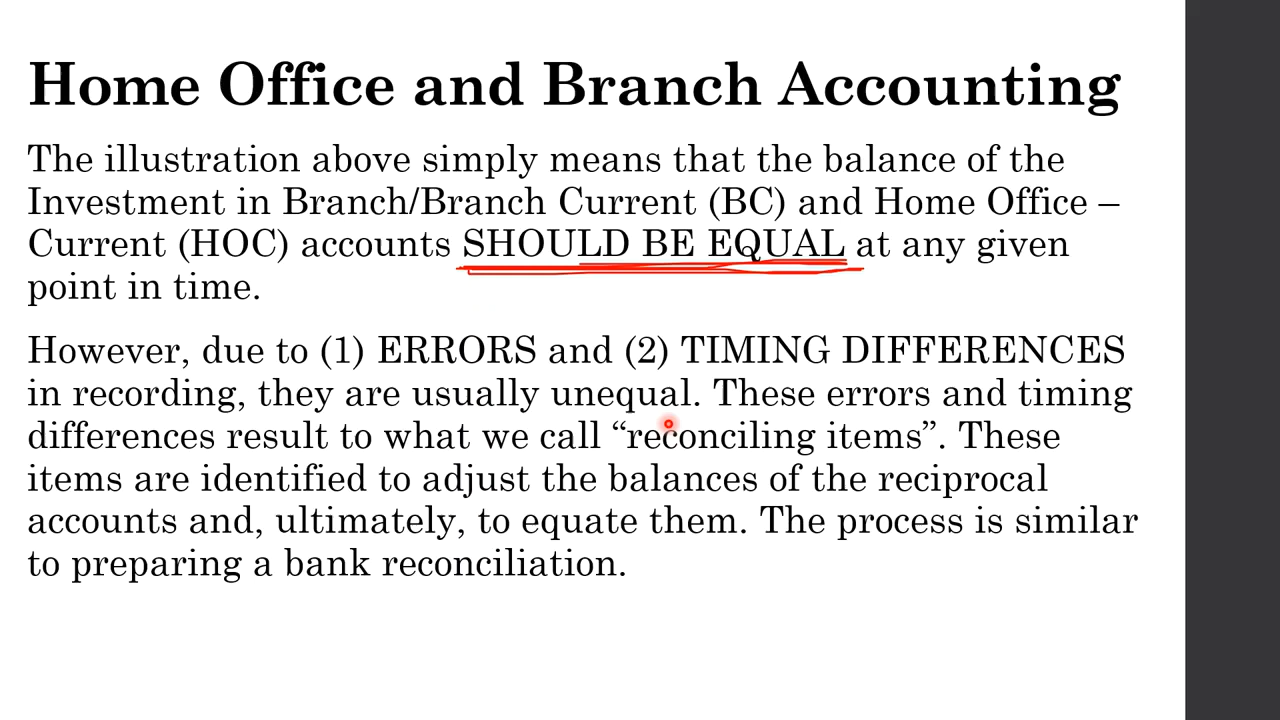 Home Office and Branch Accounting
The illustration above simply means that the balance of the
Investment in Branch/Branch Current (BC) and Home Office –
Current (HOC) accounts SHOULD BE EQUAL at any given
point in time.
However, due to (1) ERRORS and (2) TIMING DIFFERENCES
in recording, they are usually unequal. These errors and timing
differences result to what we call “reconciling items”. These
items are identified to adjust the balances of the reciprocal
accounts and, ultimately, to equate them. The process is similar
to preparing a bank reconciliation.